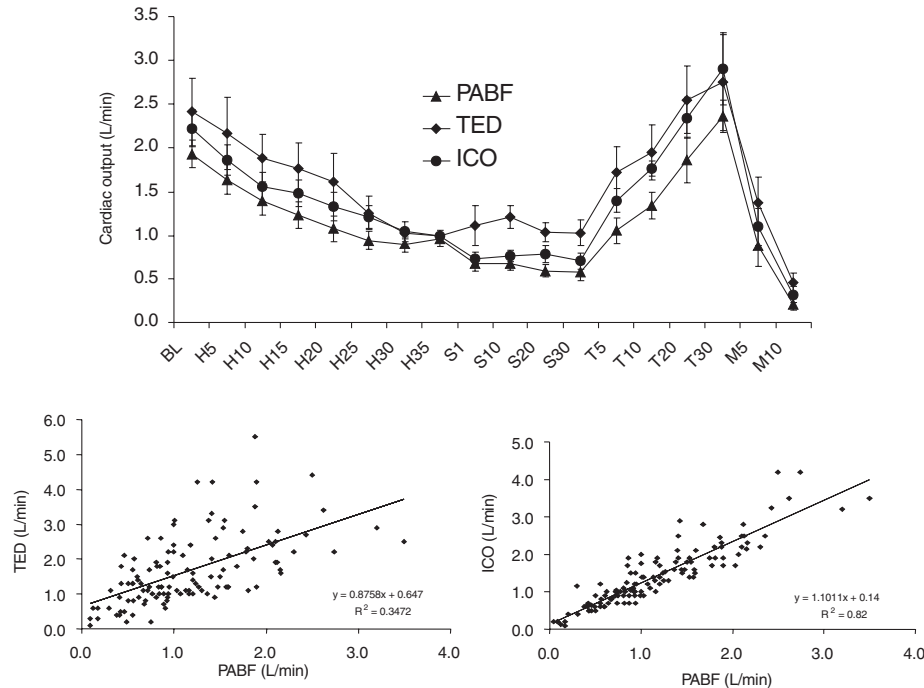 3.5
3.0
2.5
2.0
1.5
1.0
0.5
0.0
Cardiac output (L/min)
PABF
TED
ICO
BL H5 H10 H15 H20 H25 H30 H35 S1 S10 S20 S30 T5 T10 T20 T30 M5 M10
6.0
5.0
4.0
3.0
2.0
1.0
0.0
TED (L/min)
y = 0.8758x + 0.647
R² = 0.3472
0.0 1.0 2.0 3.0 4.0
PABF (L/min)
5.0
4.0
3.0
2.0
1.0
0.0
ICO (L/min)
y = 1.1011x + 0.14
R² = 0.82
0.0 1.0 2.0 3.0 4.0
PABF (L/min)